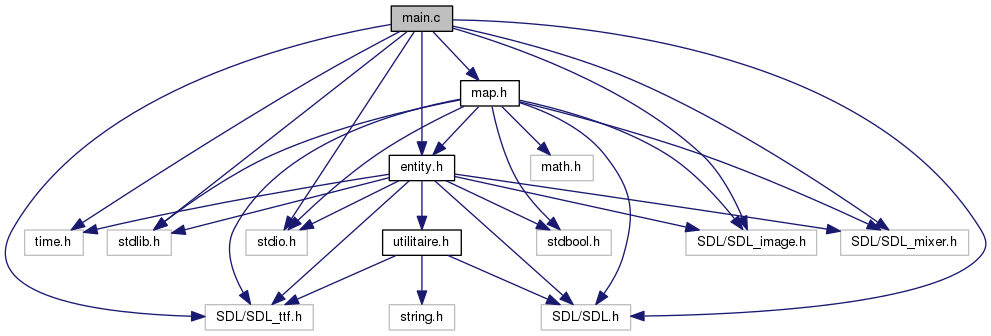 main.c
map.h
entity.h
math.h
time.h
stdlib.h
stdio.h
utilitaire.h
stdbool.h
SDL/SDL_image.h
SDL/SDL_mixer.h
SDL/SDL_ttf.h
string.h
SDL/SDL.h